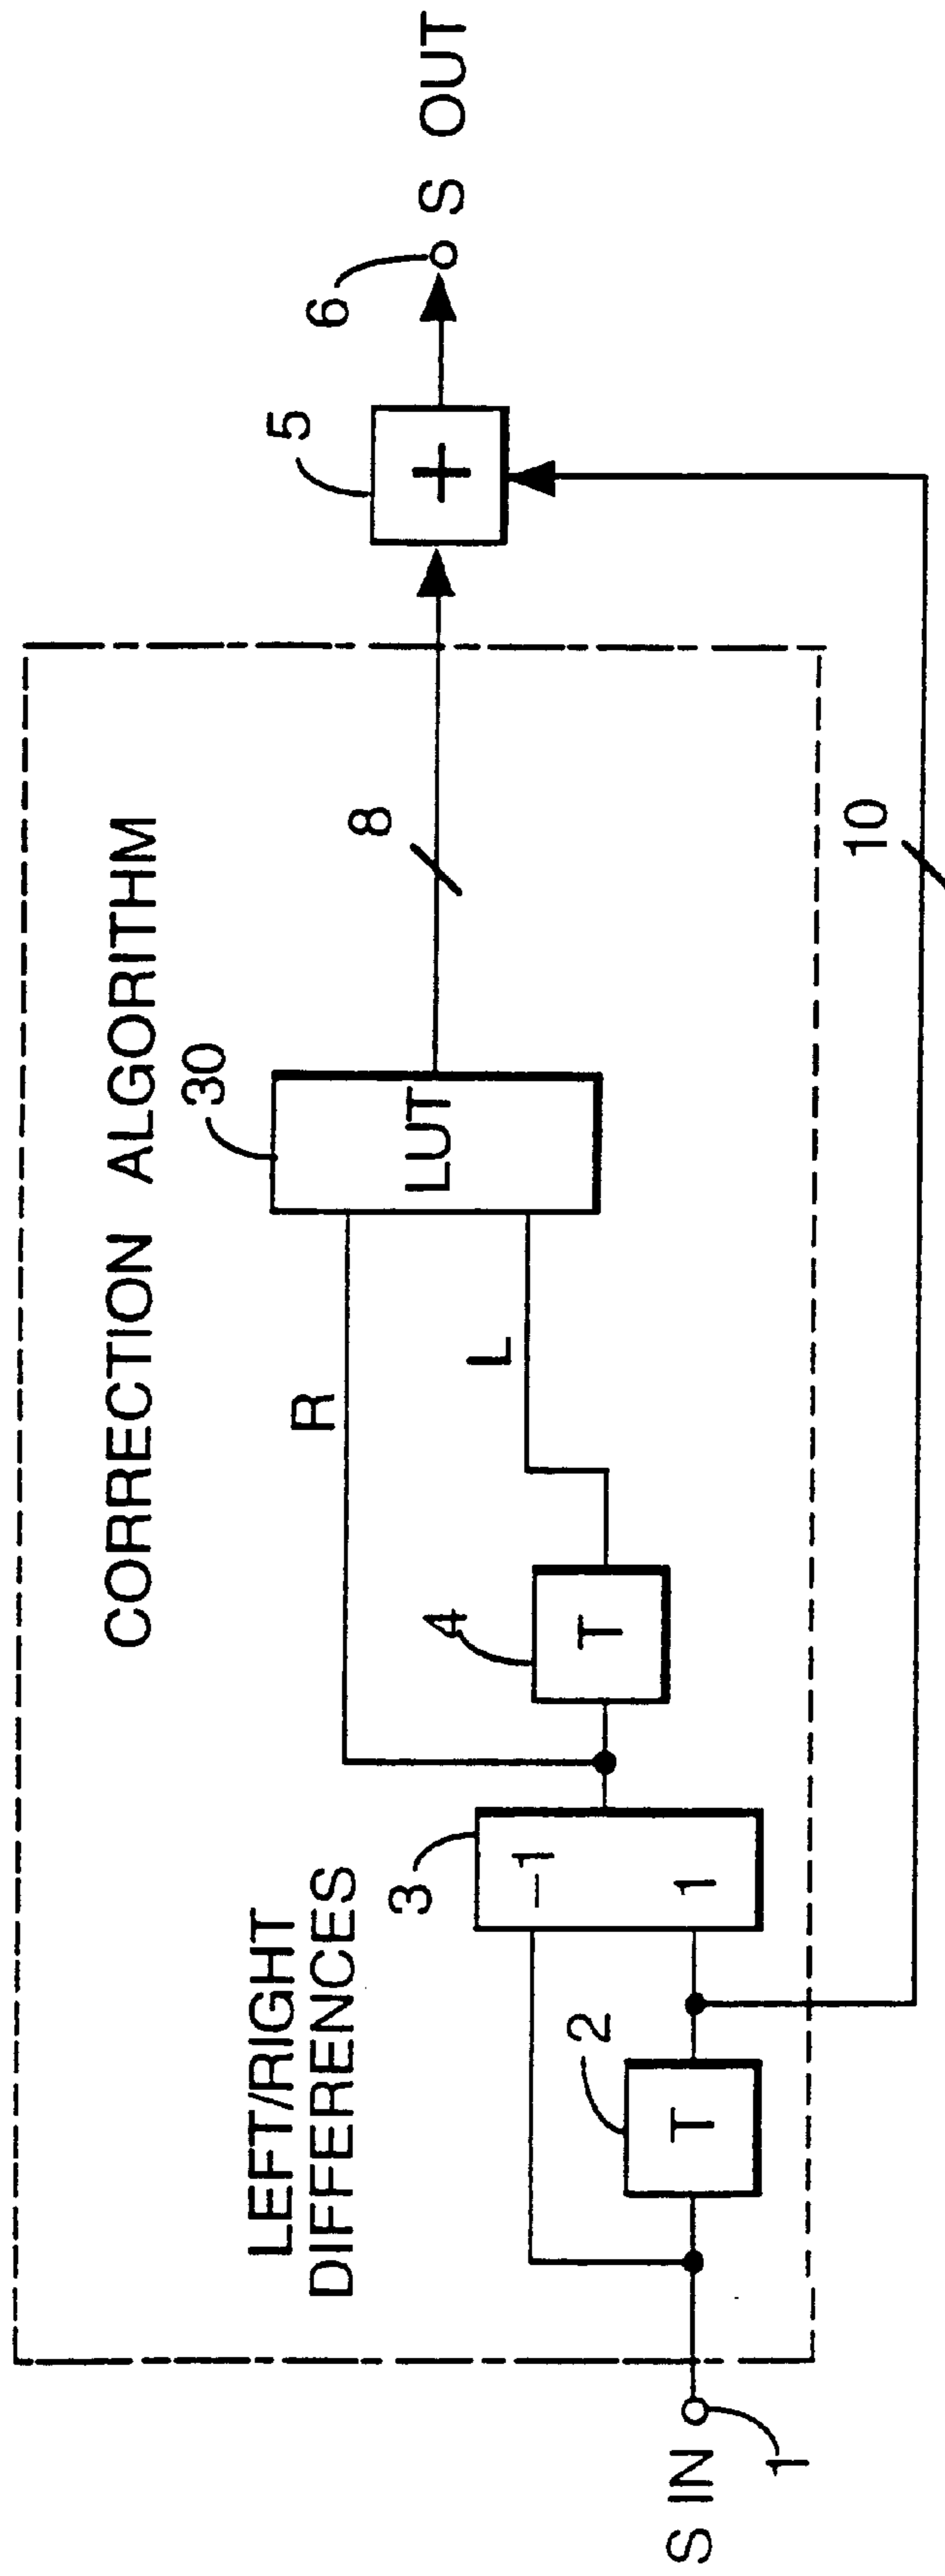 CORRECTION ALGORITHM
LEFT/RIGHT
DIFFERENCES
S IN
1
2
T
3
–1
1
4
T
R
L
30
LUT
8
10
5
+
6
S OUT